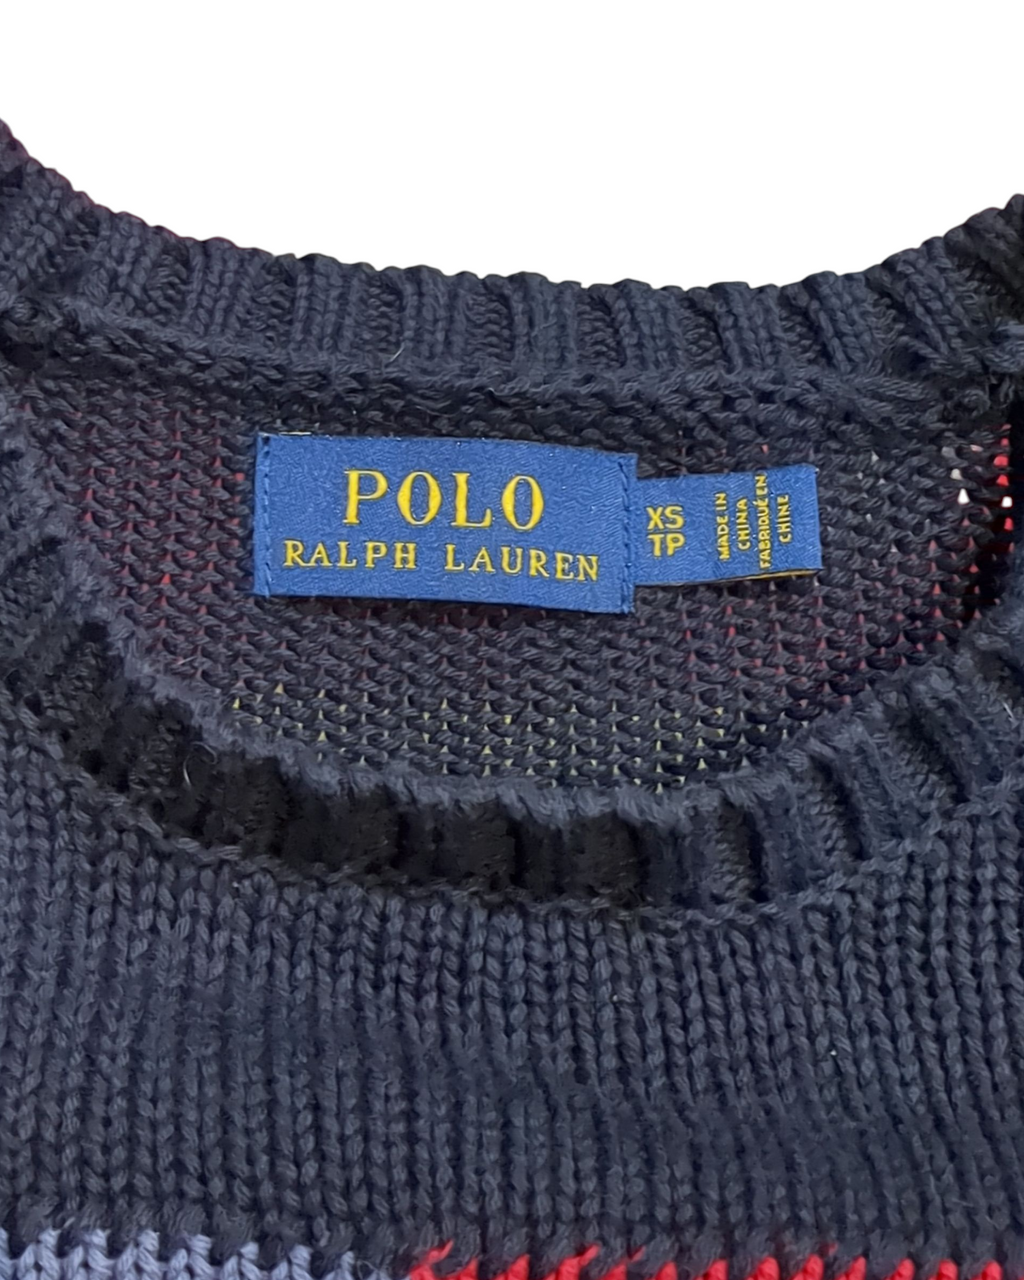 POLO
RALPH LAUREN
XS
TP
MADE IN
CHINA
FABRIQUÉ EN
CHINE